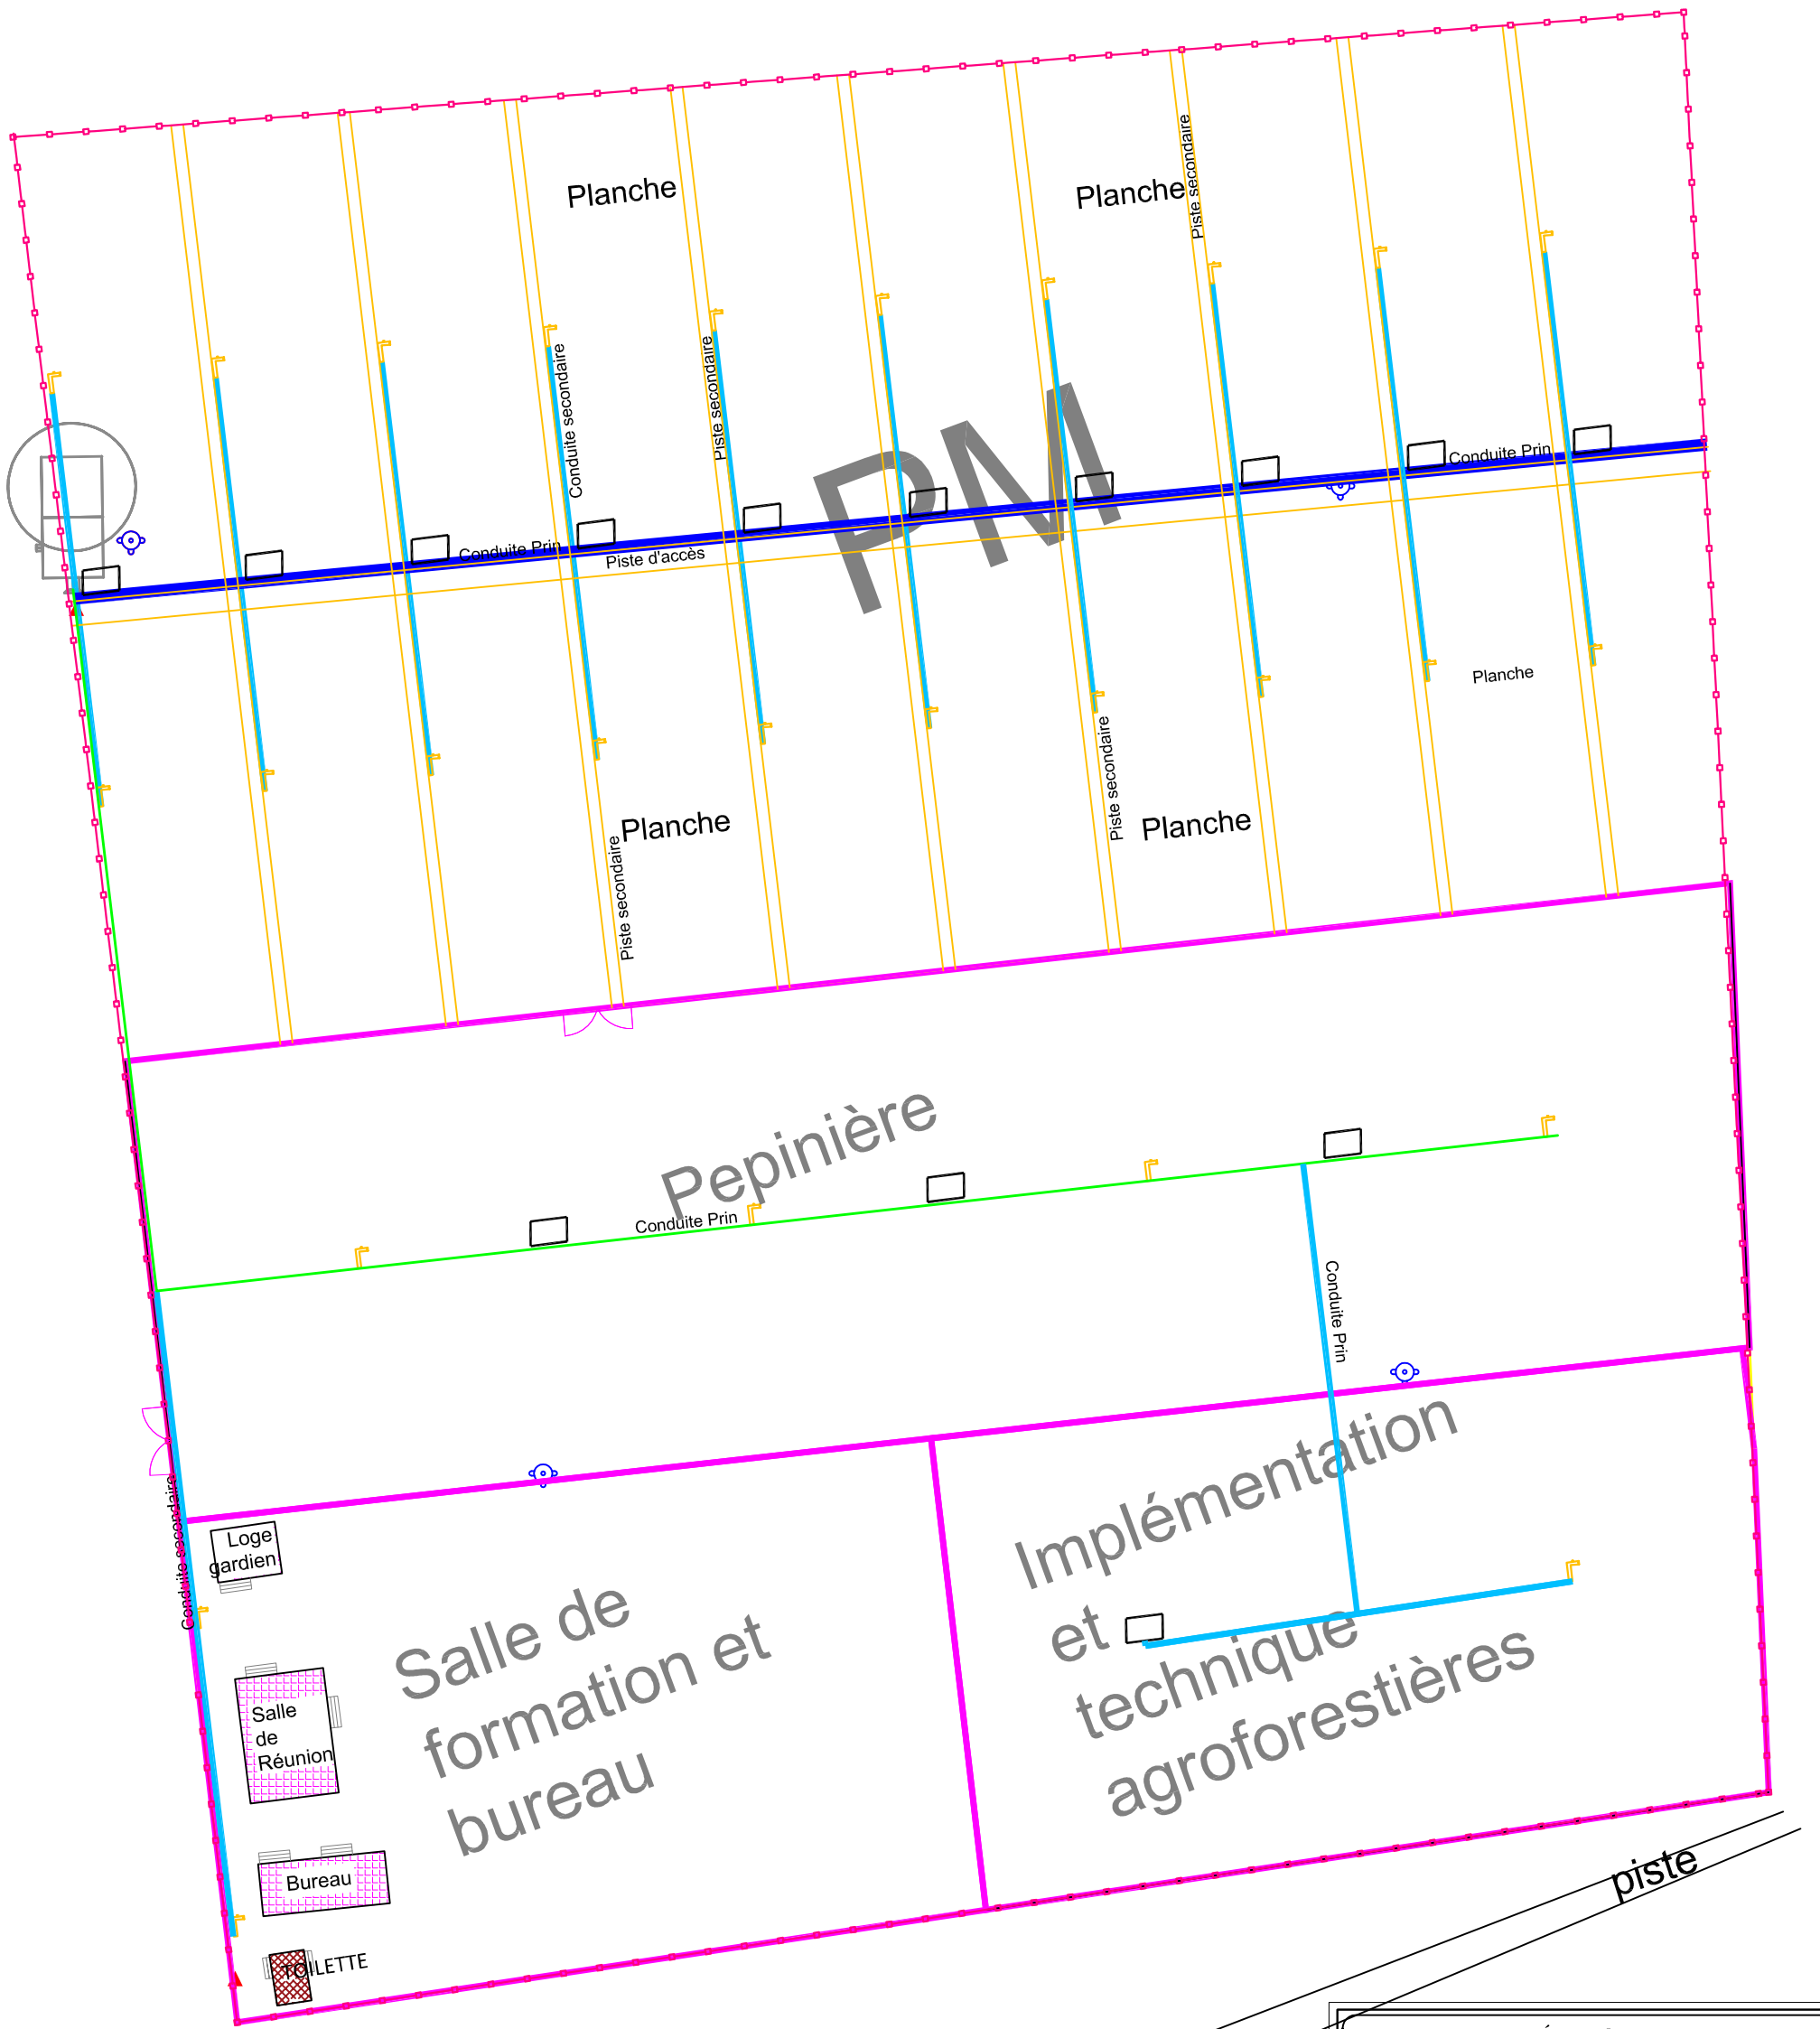 Planche
Planche
Piste secondaire
Conduite secondaire
Piste secondaire
PM
Conduite Prin
Conduite Prin
Piste d'accès
Planche
Planche
Planche
Piste secondaire
Piste secondaire
Pepinière
Conduite Prin
Conduite Prin
Conduite secondaire
Loge
gardien
Salle de
formation et
bureau
Implémentation
et
technique
agroforestières
Salle
de
Réunion
Bureau
TOILETTE
piste